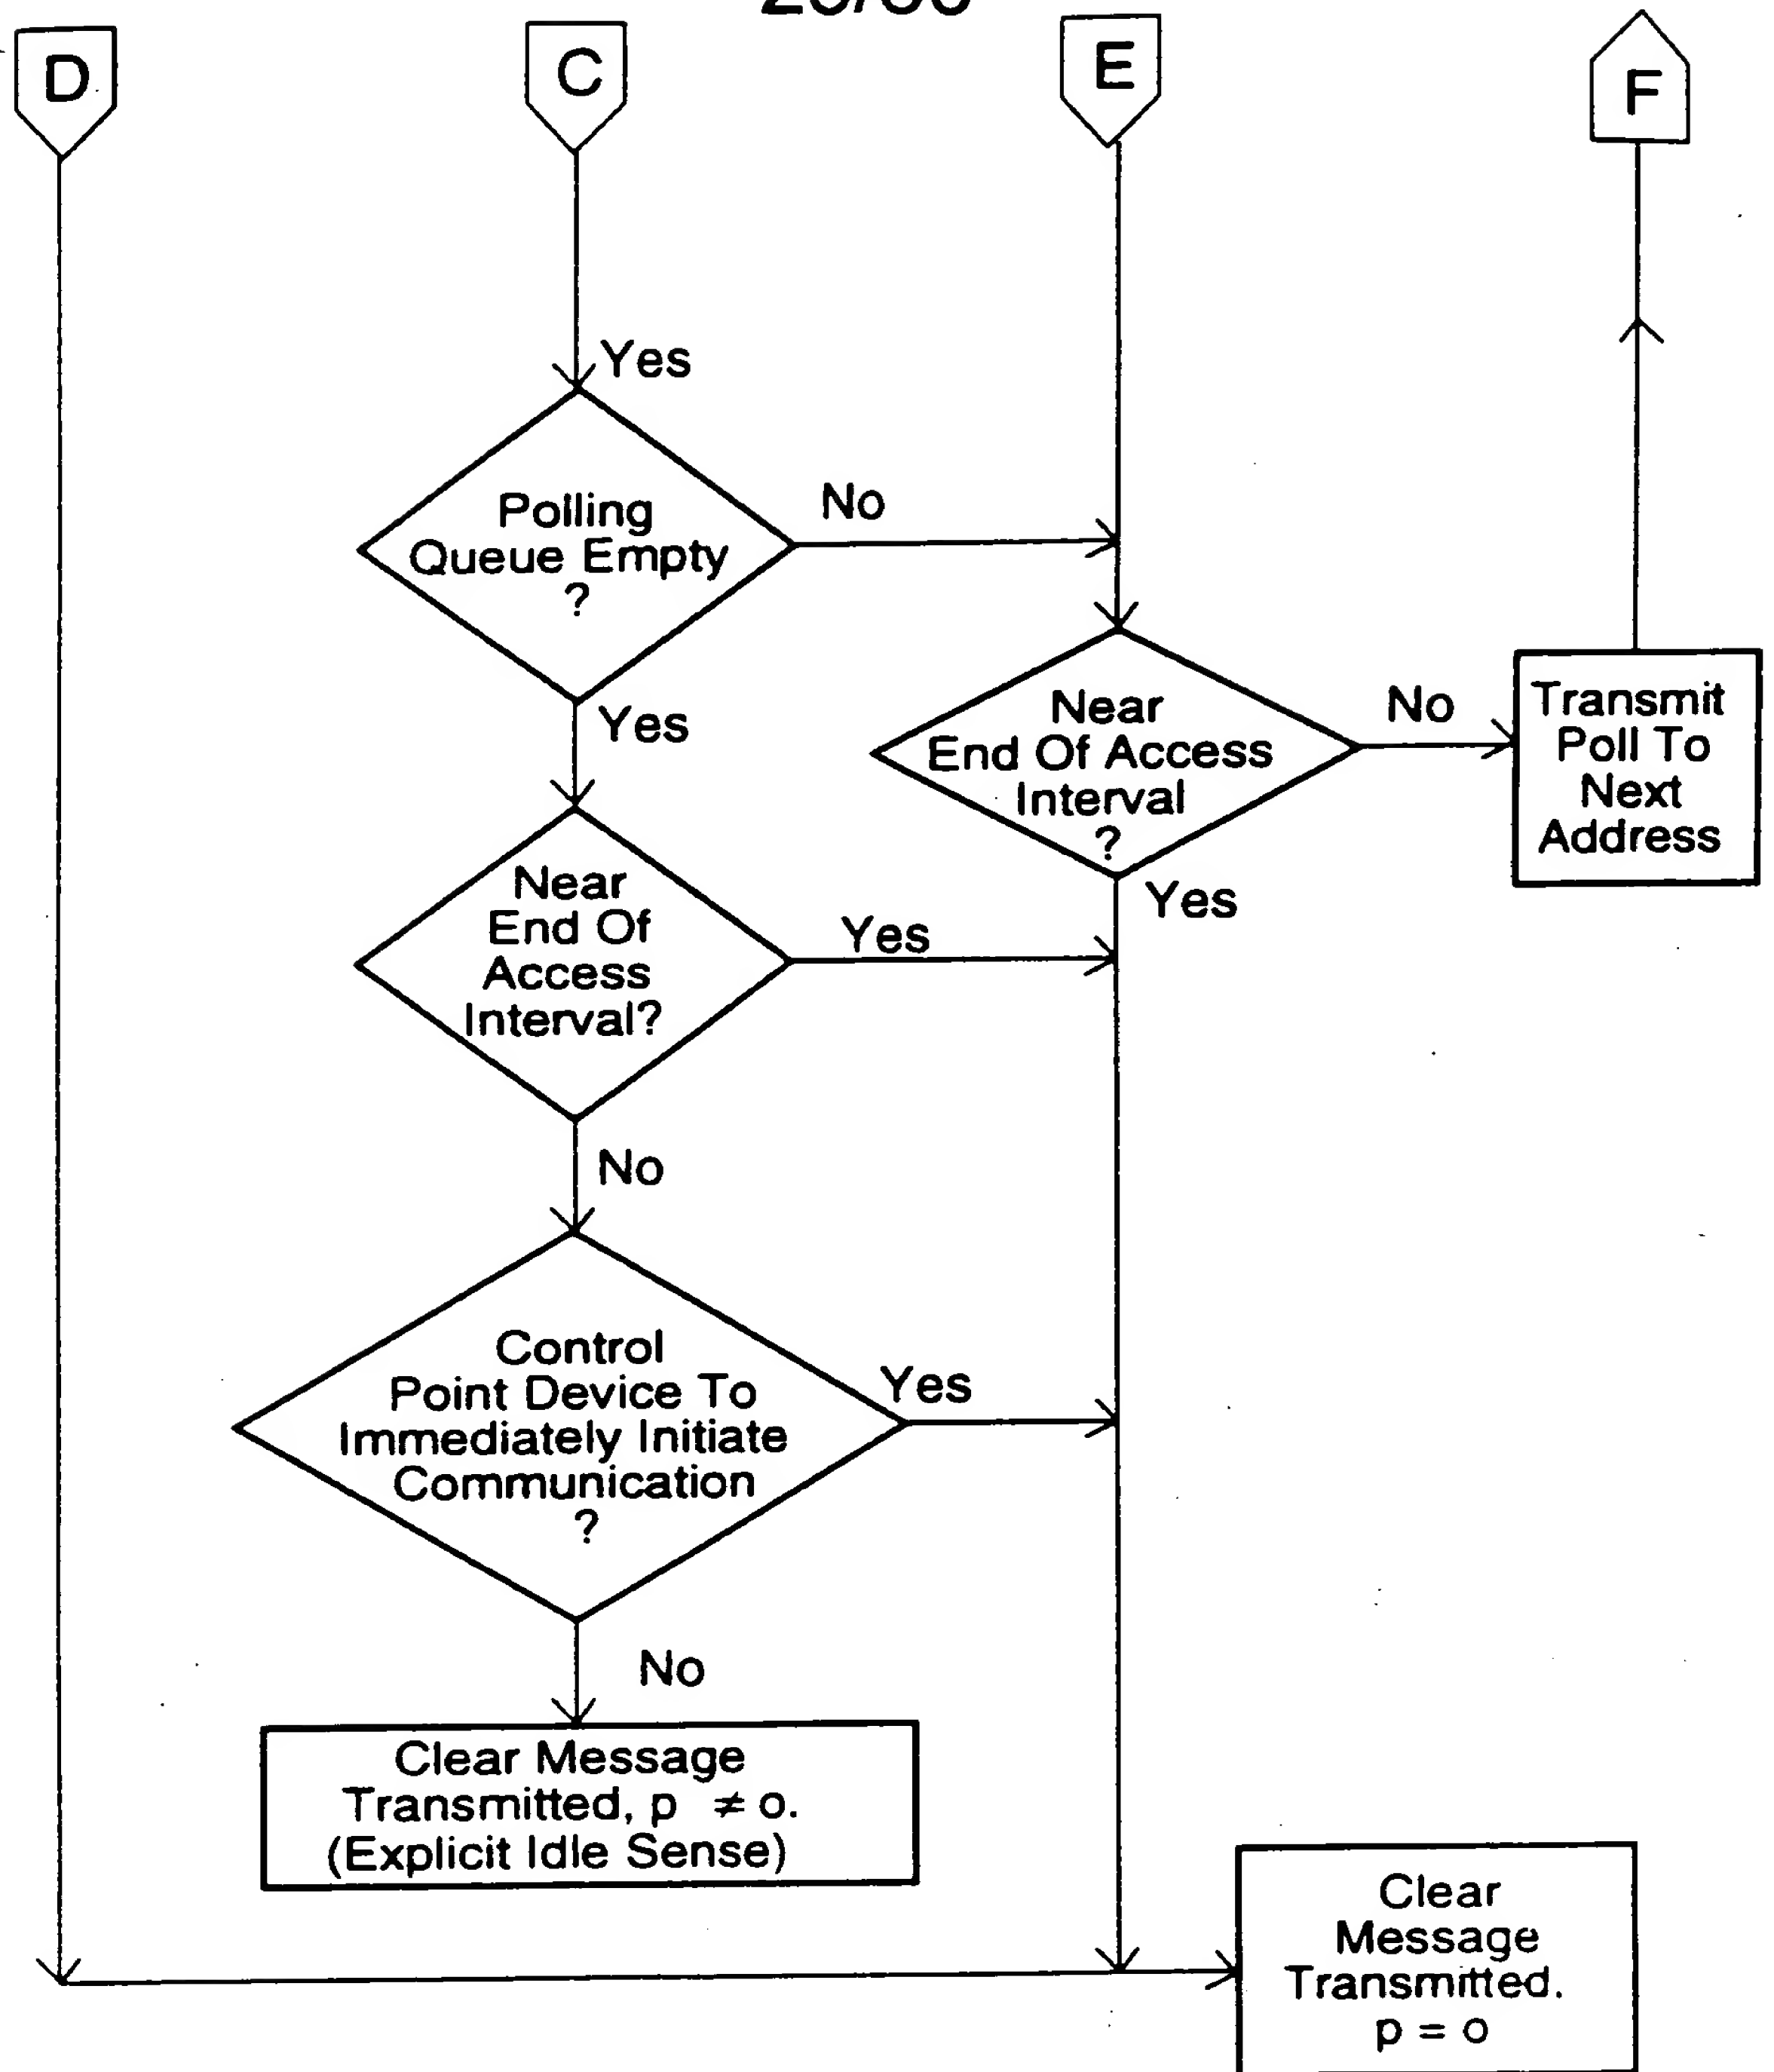 D
C
E
F
Yes
Polling
Queue Empty
?
No
Yes
Near
End Of Access
Interval
?
No
Transmit
Poll To
Next
Address
Yes
Near
End Of
Access
Interval?
Yes
No
Control
Point Device To
Immediately Initiate
Communication
?
Yes
No
Clear Message
Transmitted, p ≠ o.
(Explicit Idle Sense)
Clear
Message
Transmitted.
p = o